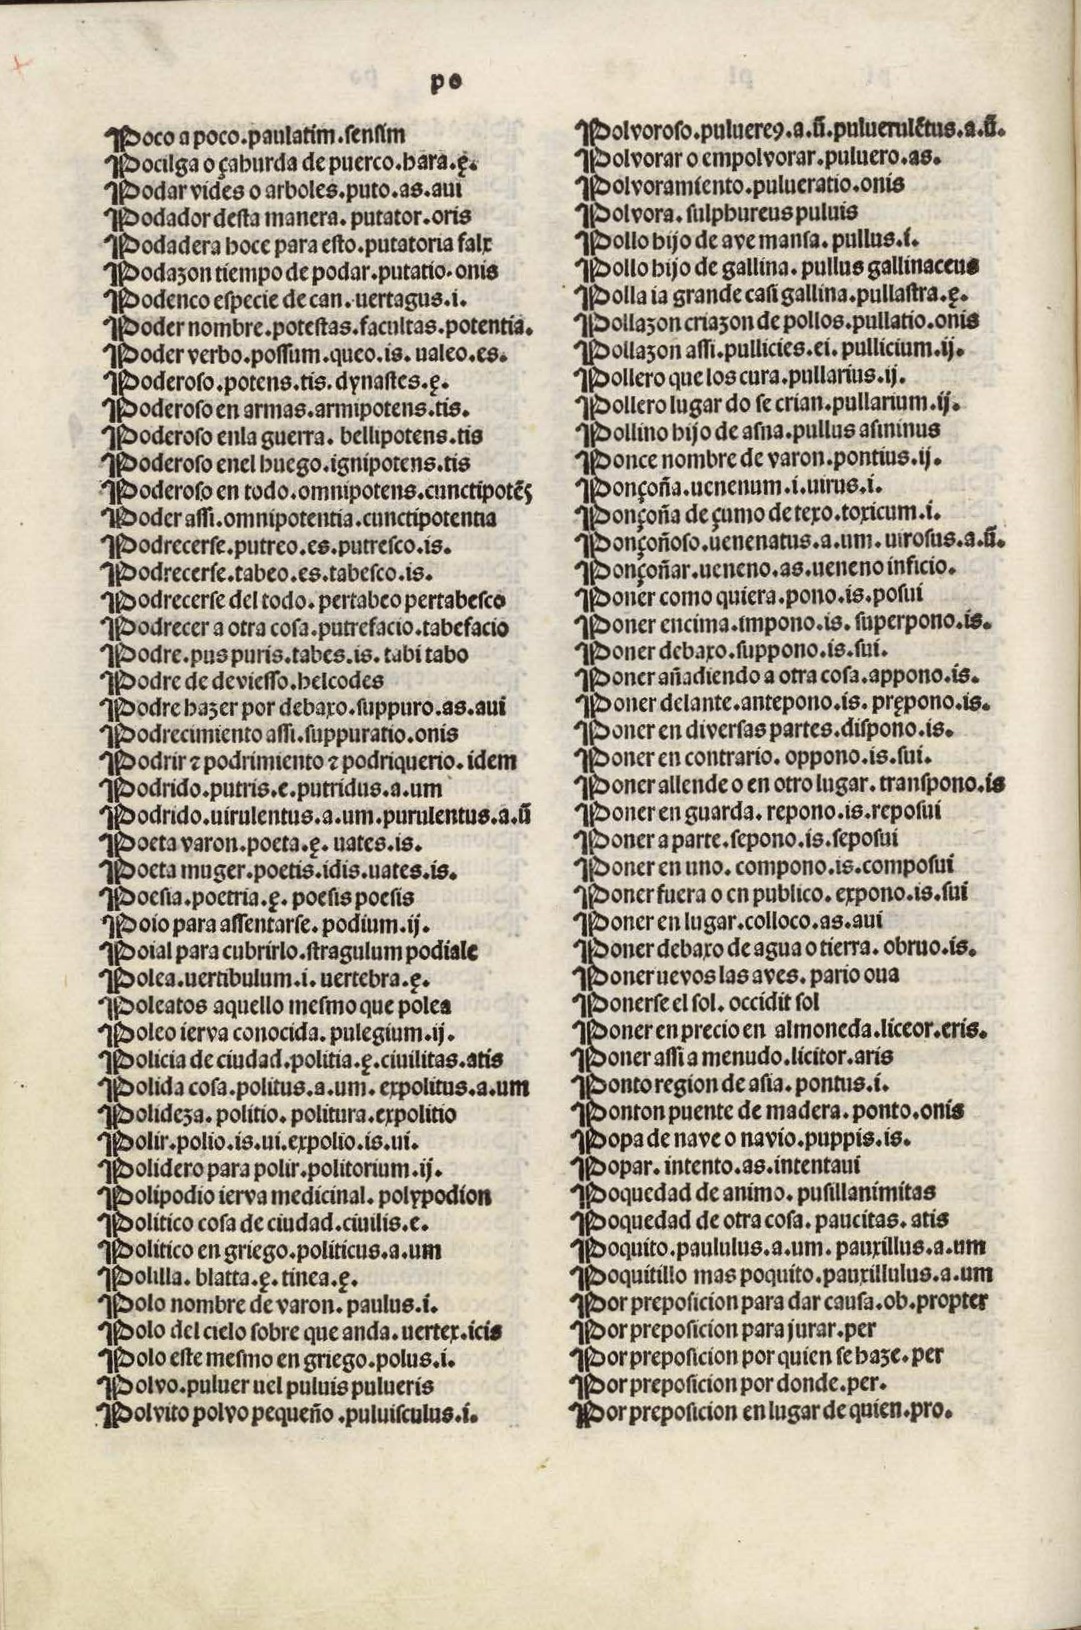 po
¶Poco a poco.paulatim.sensim
¶Pocilga o çahurda de puerco.hara.ę.
¶Podar vides o arboles.puto.as.aui
¶Podador desta manera.putator.oris
¶Podadera hoce para esto.putatoria falx
¶Podazon tiempo de podar.putatio.onis
¶Podenco especie de can.uertagus.i.
¶Poder nombre.potestas.facultas.potentia.
¶Poder verbo.possum.queo.is.ualeo.es.
¶Poderoso.potens.tis.dynastes.ę.
¶Poderoso en armas.armipotens.tis.
¶Poderoso enla guerra.bellipotens.tis
¶Poderoso enel huego.ignipotens.tis
¶Poderoso en todo.omnipotens.cunctipotēs
¶Poder assi.omnipotentia.cunctipotentia
¶Podrecerse.putreo.es.putresco.is.
¶Podrecerse.tabeo.es.tabesco.is.
¶Podrecerse del todo.pertabeo pertabesco
¶Podrecer a otra cosa.putrefacio.tabefacio
¶Podre.pus puris.tabes.is.tabi tabo
¶Podre de deviesso.helcodes
¶Podre hazer por debaxo.suppuro.as.aui
¶Podrecimiento assi.suppuratio.onis
¶Podrir ⁊ podrimiento ⁊ podriquerio.idem
¶Podrido.putris.e.putridus.a.um
¶Podrido.uirulentus.a.um.purulentus.a.ū
¶Poeta varon.poeta.ę.uates.is.
¶Poeta muger.poetis.idis.uates.is.
¶Poesia.poetria.ę.poesis poesis
¶Poio para assentarse.podium.ij.
¶Poial para cubrirlo.stragulum podiale
¶Polea.uertibulum.i.uertebra.ę.
¶Poleatos aquello mesmo que polea
¶Poleo ierva conocida.pulegium.ij.
¶Policia de ciudad.politia.ę.ciuilitas.atis
¶Polida cosa.politus.a.um.expolitus.a.um
¶Polideza.politio.politura.expolitio
¶Polir.polio.is.ui.expolio.is.ui.
¶Polidero para polir.politorium.ij.
¶Polipodio ierva medicinal.polypodion
¶Politico cosa de ciudad.ciuilis.e.
¶Politico en griego.politicus.a.um
¶Polilla.blatta.ę.tinea.ę.
¶Polo nombre de varon.paulus.i.
¶Polo del cielo sobre que anda.uertex.icis
¶Polo este mesmo en griego.polus.i.
¶Polvo.puluer uel puluis pulueris
¶Polvito polvo pequeño.puluisculus.i.
¶Polvoroso.puluereꝰ.a.ū.puluerulētus.a.ū.
¶Polvorar o empolvorar.puluero.as.
¶Polvoramiento.pulueratio.onis
¶Polvora.sulphureus puluis
¶Pollo hijo de ave mansa.pullus.i.
¶Pollo hijo de gallina.pullus gallinaceus
¶Polla ia grande casi gallina.pullastra.ę.
¶Pollazon criazon de pollos.pullatio.onis
¶Pollazon assi.pullicies.ei.pullicium.ij.
¶Pollero que los cura.pullarius.ij.
¶Pollero lugar do se crian.pullarium.ij.
¶Pollino hijo de asna.pullus asininus
¶Ponce nombre de varon.pontius.ij.
¶Ponçoña.uenenum.i.uirus.i.
¶Ponçoña de çumo de texo.toxicum.i.
¶Ponçoñoso.uenenatus.a.um.uirosus.a.ū.
¶Ponçoñar.ueneno.as.ueneno inficio.
¶Poner como quiera.pono.is.posui
¶Poner encima.impono.is.superpono.is.
¶Poner debaxo.suppono.is.sui.
¶Poner añadiendo a otra cosa.appono.is.
¶Poner delante.antepono.is.prępono.is.
¶Poner en diversas partes.dispono.is.
¶Poner en contrario.oppono.is.sui.
¶Poner allende o en otro lugar.transpono.is
¶Poner en guarda.repono.is.reposui
¶Poner a parte.sepono.is.seposui
¶Poner en uno.compono.is.composui
¶Poner fuera o en publico.expono.is.sui
¶Poner en lugar.colloco.as.aui
¶Poner debaxo de agua o tierra.obruo.is.
¶Poner uevos las aves.pario oua
¶Ponerse el sol.occidit sol
¶Poner en precio en almoneda.liceor.eris.
¶Poner assi a menudo.licitor.aris
¶Ponto region de asia.pontus.i.
¶Ponton puente de madera.ponto.onis
¶Popa de nave o navio.puppis.is.
¶Popar.intento.as.intentaui
¶Poquedad de animo.pusillanimitas
¶Poquedad de otra cosa.paucitas.atis
¶Poquito.paululus.a.um.pauxillus.a.um
¶Poquitillo mas poquito.pauxillulus.a.um
¶Por preposicion para dar causa.ob.propter
¶Por preposicion para jurar.per
¶Por preposicion por quien se haze.per
¶Por preposicion por donde.per.
¶Por preposicion en lugar de quien.pro.